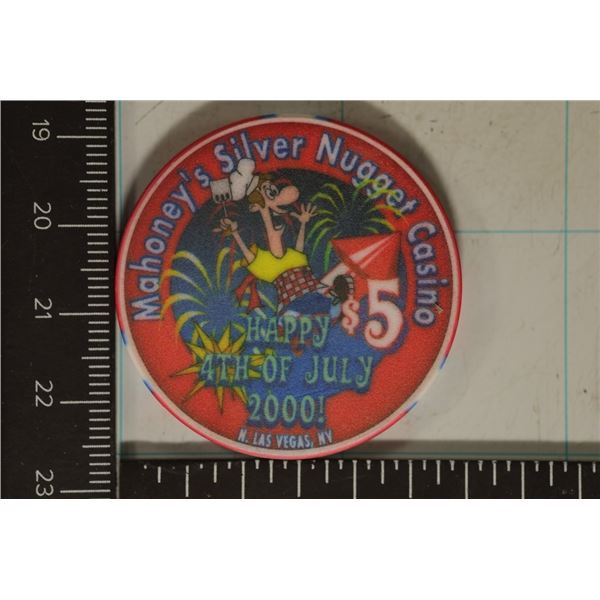 Mahoney's Silver Nugget Casino
$5
HAPPY
4TH OF JULY
2000!
N. LAS VEGAS, NV
19
20
21
22
23